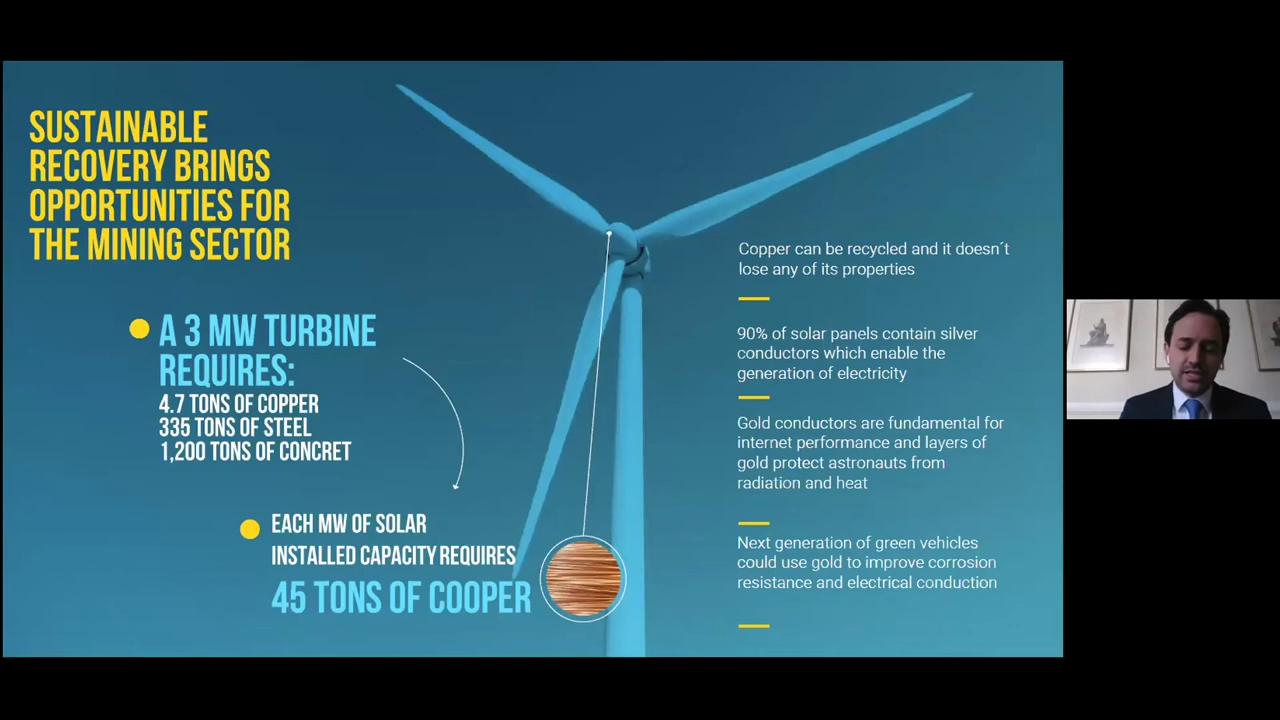 SUSTAINABLE
RECOVERY BRINGS
OPPORTUNITIES FOR
THE MINING SECTOR
A 3 MW TURBINE
REQUIRES:
4.7 TONS OF COPPER
335 TONS OF STEEL
1,200 TONS OF CONCRET
EACH MW OF SOLAR
INSTALLED CAPACITY REQUIRES
45 TONS OF COOPER
Copper can be recycled and it doesn´t
lose any of its properties
90% of solar panels contain silver
conductors which enable the
generation of electricity
Gold conductors are fundamental for
internet performance and layers of
gold protect astronauts from
radiation and heat
Next generation of green vehicles
could use gold to improve corrosion
resistance and electrical conduction